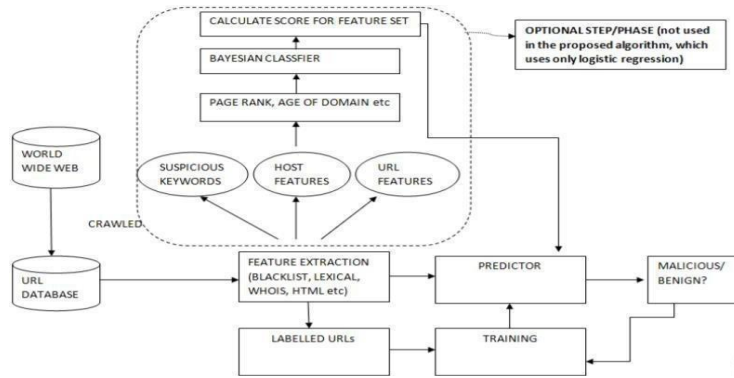 CALCULATE SCORE FOR FEATURE SET
OPTIONAL STEP/PHASE (not used
in the proposed algorithm, which
uses only logistic regression)
BAYESIAN CLASSFIER
PAGE RANK, AGE OF DOMAIN etc
WORLD
WIDE WEB
SUSPICIOUS
KEYWORDS
HOST
FEATURES
URL
FEATURES
CRAWLED
URL
DATABASE
FEATURE EXTRACTION
(BLACKLIST, LEXICAL,
WHOIS, HTML etc)
PREDICTOR
MALICIOUS/
BENIGN?
LABELLED URLs
TRAINING